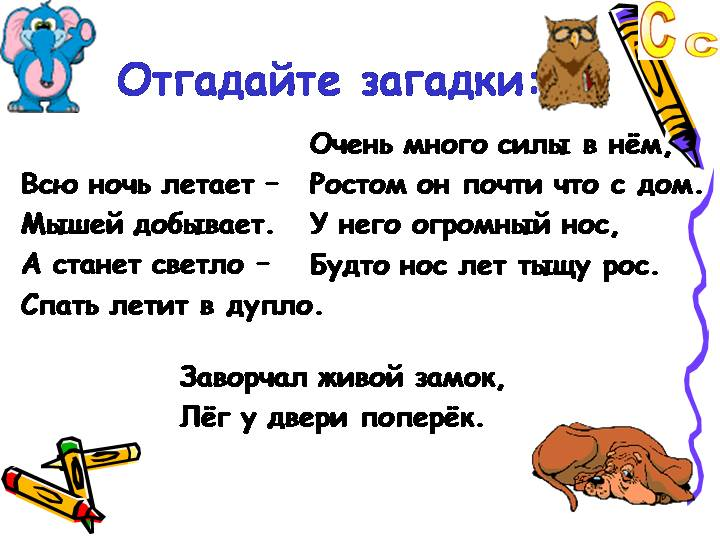 С с
Отгадайте загадки:
Всю ночь летает –
Мышей добывает.
А станет светло –
Спать летит в дупло.
Очень много силы в нём,
Ростом он почти что с дом.
У него огромный нос,
Будто нос лет тыщу рос.
Заворчал живой замок,
Лёг у двери поперёк.